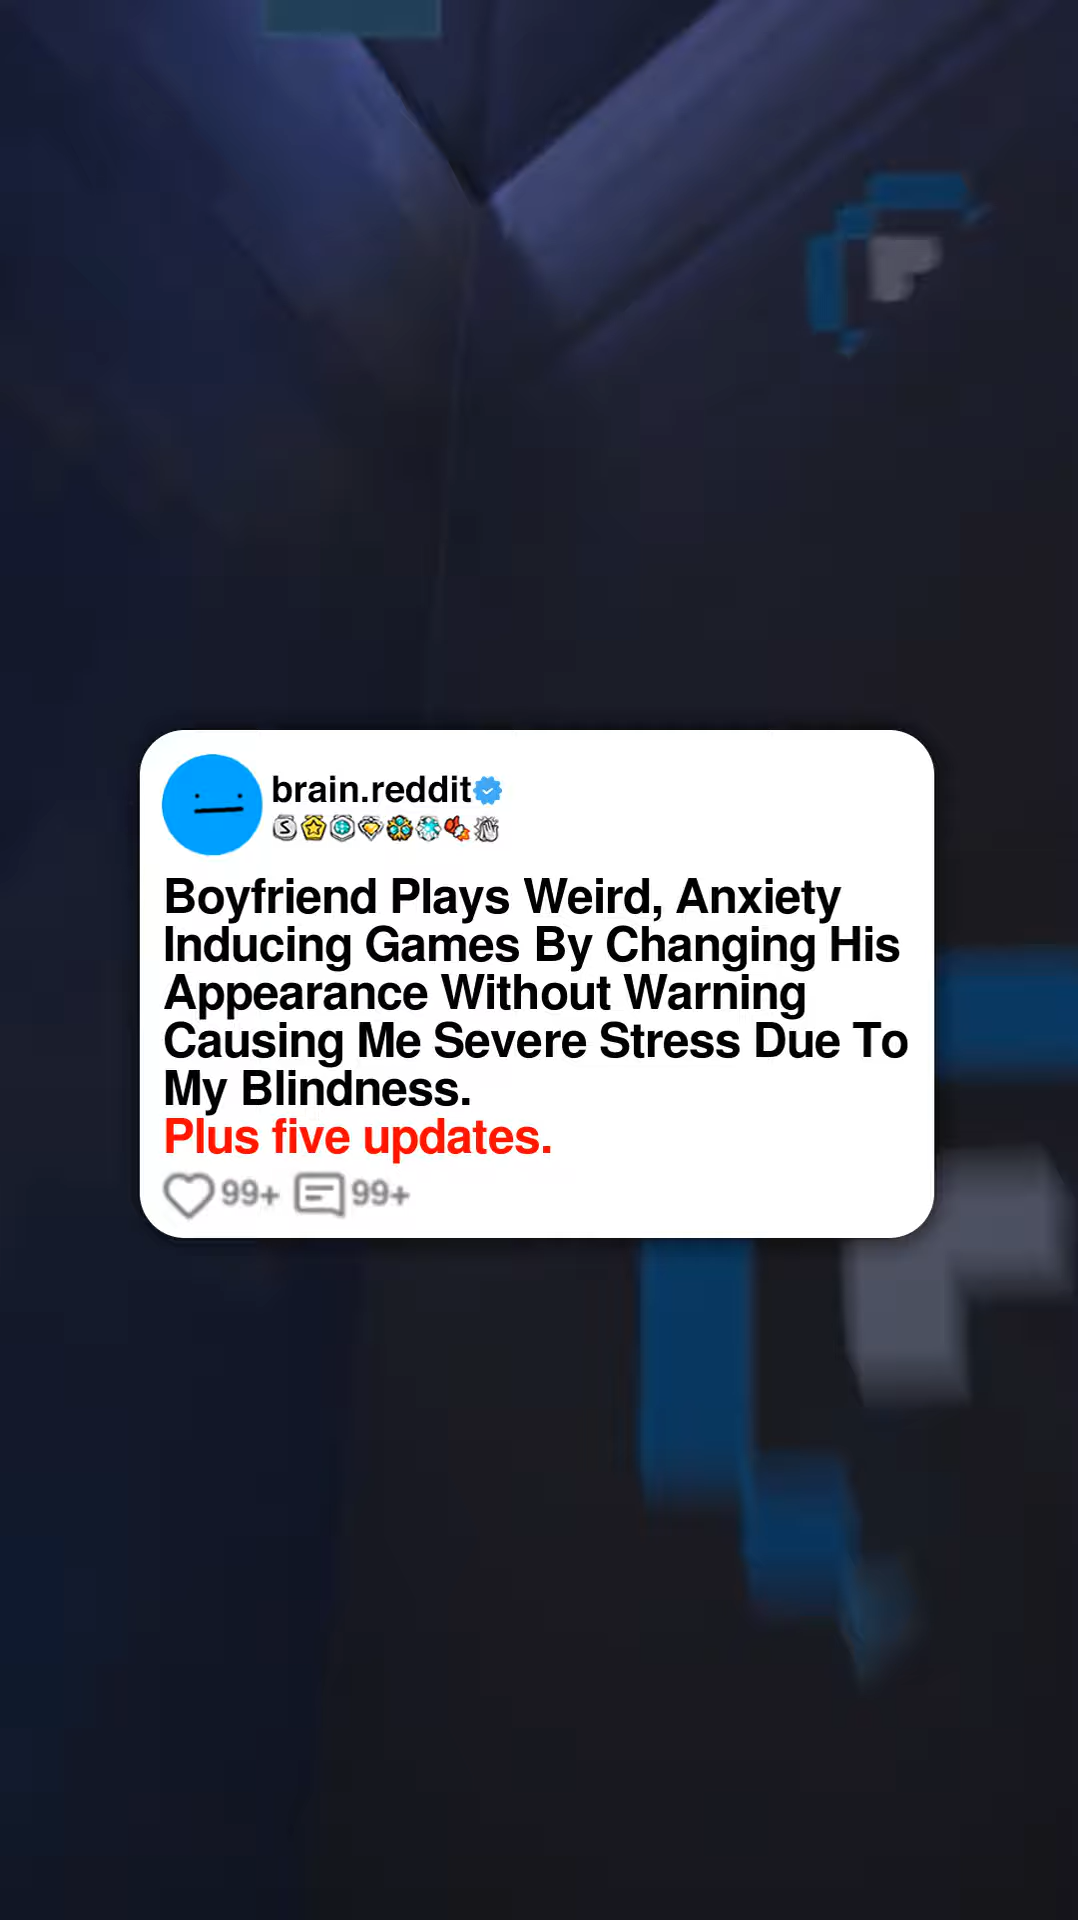 brain.reddit
Boyfriend Plays Weird, Anxiety
Inducing Games By Changing His
Appearance Without Warning
Causing Me Severe Stress Due To
My Blindness.
Plus five updates.
99+ 99+